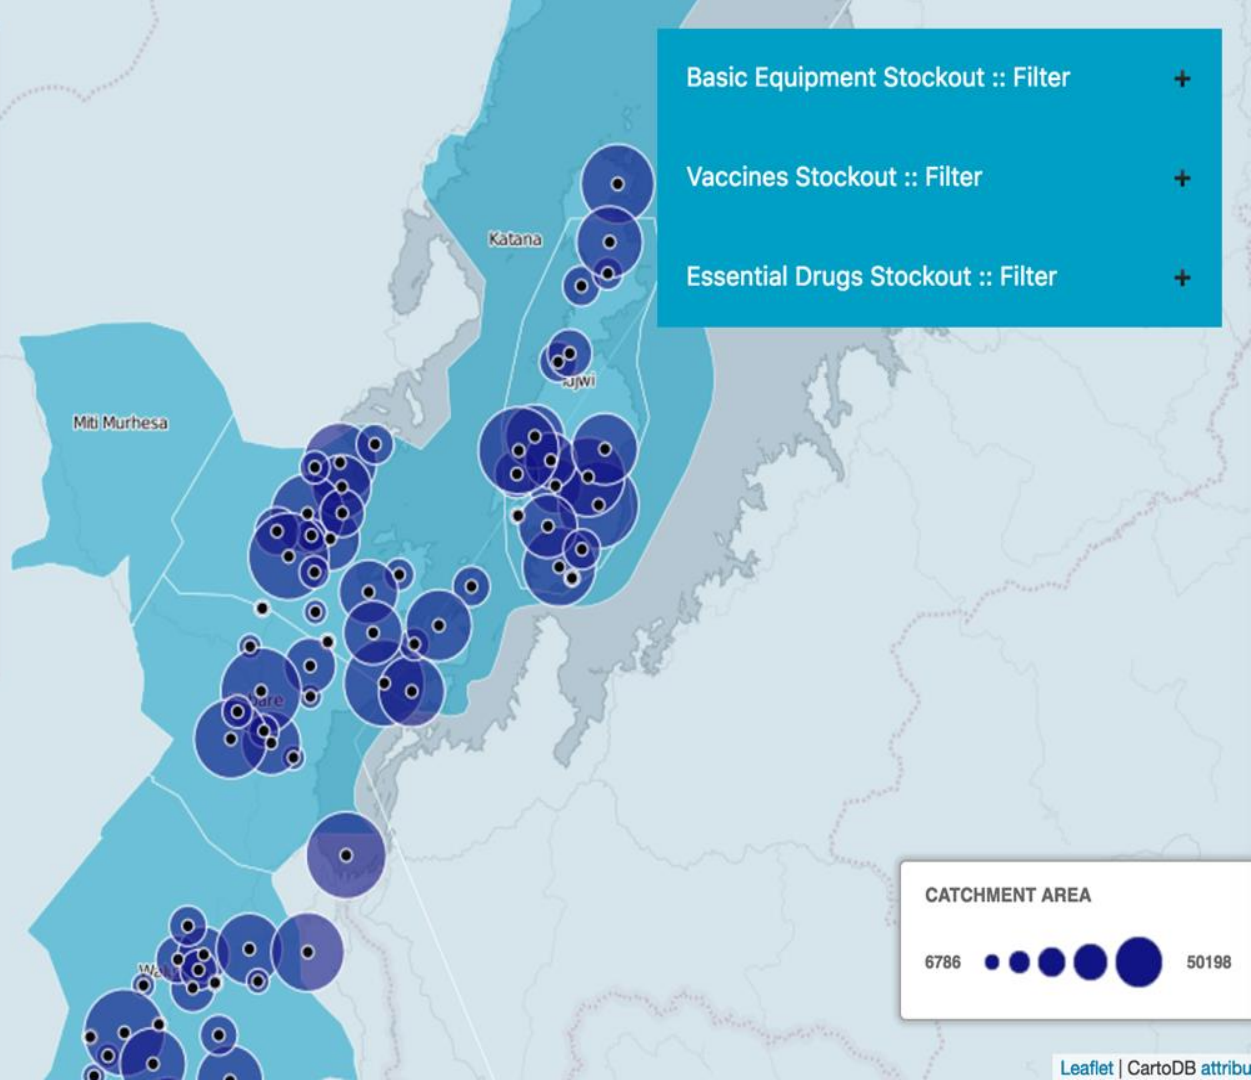 Basic Equipment Stockout :: Filter +
Vaccines Stockout :: Filter +
Katana
Essential Drugs Stockout :: Filter +
Miti Murhesa
CATCHMENT AREA
6786 50198
Leaflet | CartoDB attribu